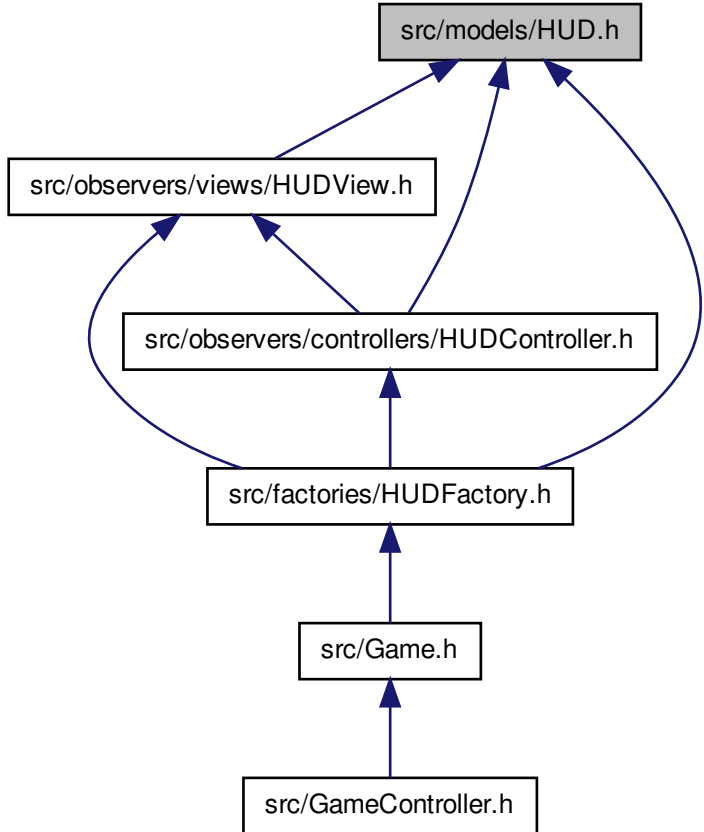 src/models/HUD.h
src/observers/views/HUDView.h
src/observers/controllers/HUDController.h
src/factories/HUDFactory.h
src/Game.h
src/GameController.h